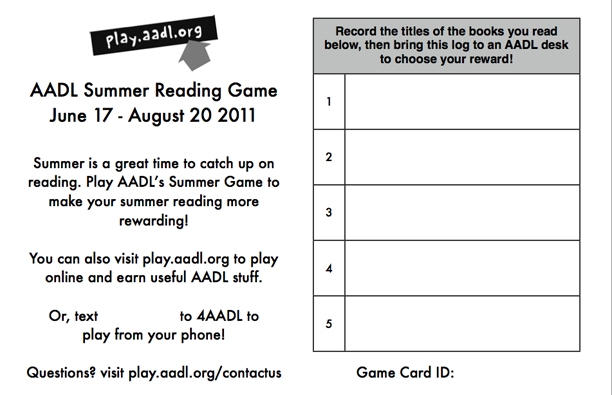 play.aadl.org
AADL Summer Reading Game
June 17 - August 20 2011
Summer is a great time to catch up on
reading. Play AADL's Summer Game to
make your summer reading more
rewarding!
You can also visit play.aadl.org to play
online and earn useful AADL stuff.
Or, text to 4AADL to
play from your phone!
Questions? visit play.aadl.org/contactus
Record the titles of the books you read
below, then bring this log to an AADL desk
to choose your reward!
1
2
3
4
5
Game Card ID: